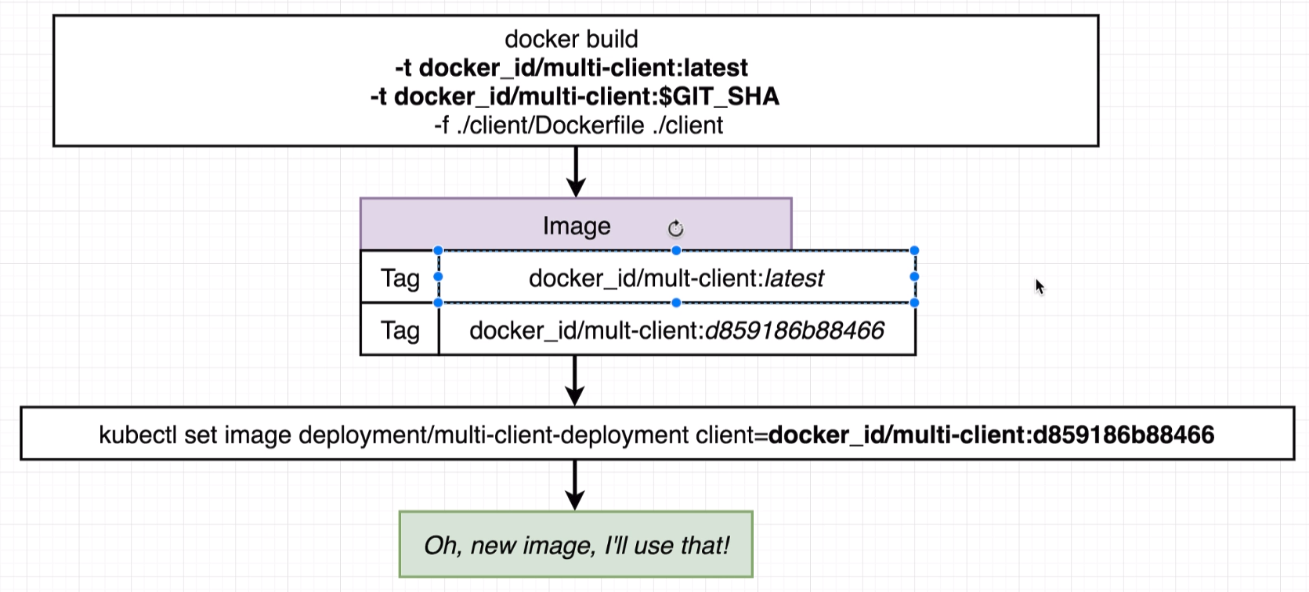 docker build
-t docker_id/multi-client:latest
-t docker_id/multi-client:$GIT_SHA
-f ./client/Dockerfile ./client
Image
Tag docker_id/mult-client:latest
Tag docker_id/mult-client:d859186b88466
kubectl set image deployment/multi-client-deployment client=docker_id/multi-client:d859186b88466
Oh, new image, I'll use that!